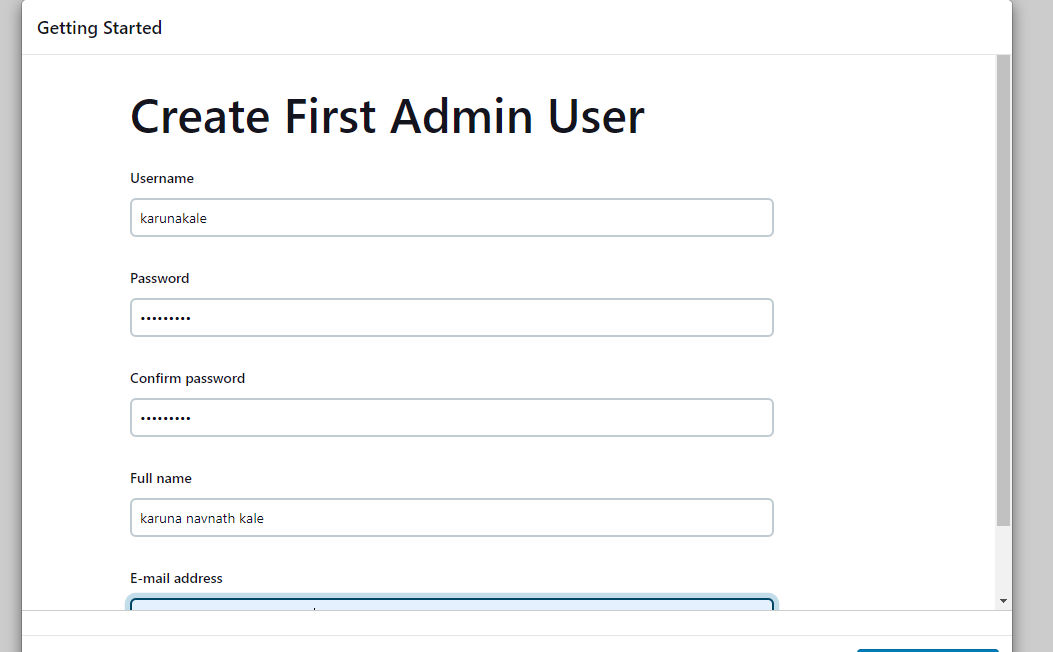 Getting Started
Create First Admin User
Username
karunakale
Password
•••••••••
Confirm password
•••••••••
Full name
karuna navnath kale
E-mail address